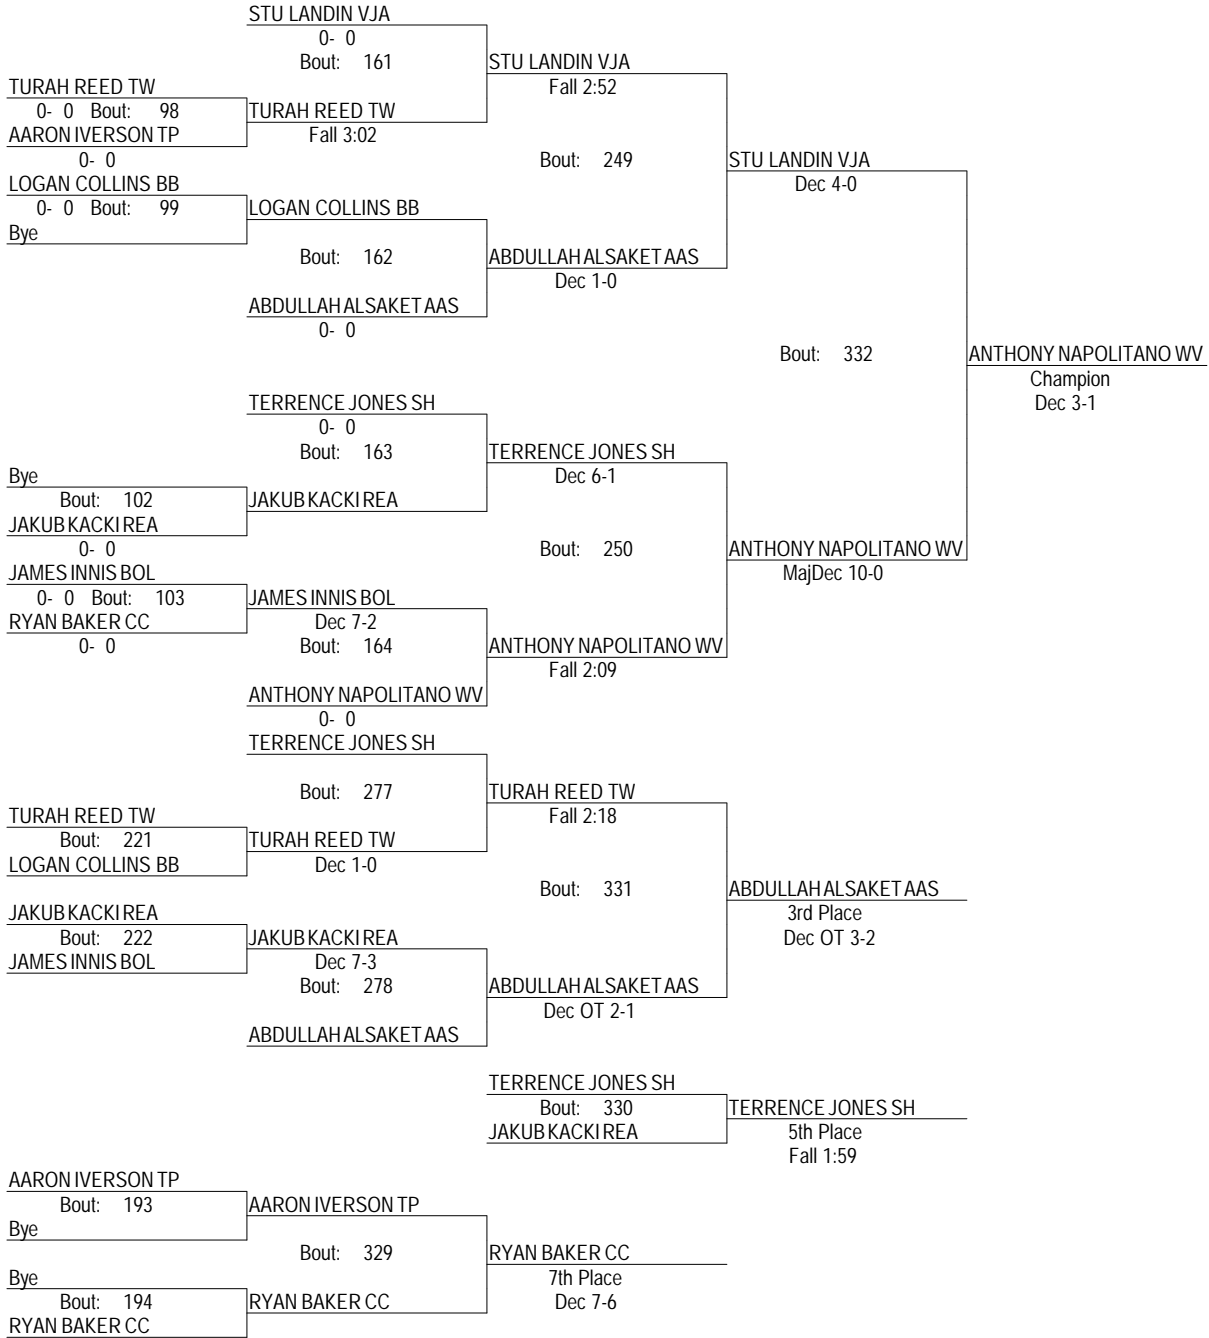 STU LANDIN VJA
0- 0
Bout: 161
STU LANDIN VJA
Fall 2:52
TURAH REED TW
0- 0 Bout: 98
TURAH REED TW
AARON IVERSON TP
Fall 3:02
0- 0
Bout: 249
STU LANDIN VJA
Dec 4-0
LOGAN COLLINS BB
0- 0 Bout: 99
LOGAN COLLINS BB
Bye
Bout: 162
ABDULLAH ALSAKET AAS
Dec 1-0
ABDULLAH ALSAKET AAS
0- 0
Bout: 332
ANTHONY NAPOLITANO WV
Champion
Dec 3-1
TERRENCE JONES SH
0- 0
Bout: 163
TERRENCE JONES SH
Dec 6-1
Bye
Bout: 102
JAKUB KACKI REA
JAKUB KACKI REA
0- 0
Bout: 250
ANTHONY NAPOLITANO WV
MajDec 10-0
JAMES INNIS BOL
0- 0 Bout: 103
JAMES INNIS BOL
RYAN BAKER CC
Dec 7-2
0- 0
Bout: 164
ANTHONY NAPOLITANO WV
Fall 2:09
ANTHONY NAPOLITANO WV
0- 0
TERRENCE JONES SH
Bout: 277
TURAH REED TW
Fall 2:18
TURAH REED TW
Bout: 221
TURAH REED TW
LOGAN COLLINS BB
Dec 1-0
Bout: 331
ABDULLAH ALSAKET AAS
3rd Place
Dec OT 3-2
JAKUB KACKI REA
Bout: 222
JAKUB KACKI REA
JAMES INNIS BOL
Dec 7-3
Bout: 278
ABDULLAH ALSAKET AAS
Dec OT 2-1
ABDULLAH ALSAKET AAS
TERRENCE JONES SH
Bout: 330
TERRENCE JONES SH
JAKUB KACKI REA
5th Place
Fall 1:59
AARON IVERSON TP
Bout: 193
AARON IVERSON TP
Bye
Bout: 329
RYAN BAKER CC
7th Place
Dec 7-6
Bye
Bout: 194
RYAN BAKER CC
RYAN BAKER CC